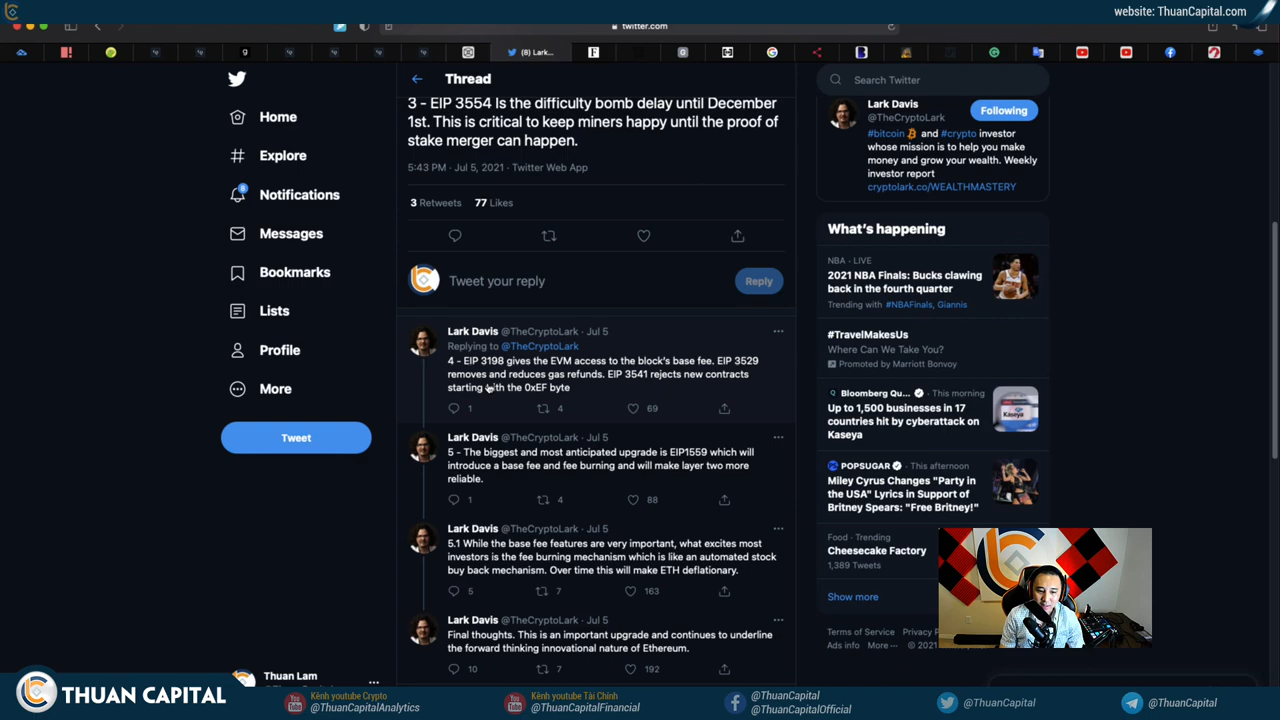 website: ThuanCapital.com
twitter.com
(8) Lark...
Home
Explore
8
Notifications
Messages
Bookmarks
Lists
Profile
More
Tweet
Thuan Lam
Thread
3 - EIP 3554 Is the difficulty bomb delay until December
1st. This is critical to keep miners happy until the proof of
stake merger can happen.
5:43 PM · Jul 5, 2021 · Twitter Web App
3 Retweets 77 Likes
Tweet your reply
Reply
Lark Davis @TheCryptoLark · Jul 5
Replying to @TheCryptoLark
4 - EIP 3198 gives the EVM access to the block's base fee. EIP 3529
removes and reduces gas refunds. EIP 3541 rejects new contracts
starting with the 0xEF byte
1 4 69
Lark Davis @TheCryptoLark · Jul 5
5 - The biggest and most anticipated upgrade is EIP1559 which will
introduce a base fee and fee burning and will make layer two more
reliable.
1 4 88
Lark Davis @TheCryptoLark · Jul 5
5.1 While the base fee features are very important, what excites most
investors is the fee burning mechanism which is like an automated stock
buy back mechanism. Over time this will make ETH deflationary.
5 7 163
Lark Davis @TheCryptoLark · Jul 5
Final thoughts. This is an important upgrade and continues to underline
the forward thinking innovational nature of Ethereum.
10 7 192
Search Twitter
Lark Davis
@TheCryptoLark
Following
#bitcoin and #crypto investor
whose mission is to help you make
money and grow your wealth. Weekly
investor report
cryptolark.co/WEALTHMASTERY
What's happening
NBA · LIVE
2021 NBA Finals: Bucks clawing
back in the fourth quarter
Trending with #NBAFinals, Giannis
#TravelMakesUs
Where Can We Take You?
Promoted by Marriott Bonvoy
Bloomberg Qu... · This morning
Up to 1,500 businesses in 17
countries hit by cyberattack on
Kaseya
Kaseya
POPSUGAR · This afternoon
Miley Cyrus Changes "Party in
the USA" Lyrics in Support of
Britney Spears: "Free Britney!"
Food · Trending
Cheesecake Factory
1,389 Tweets
Show more
Terms of Service Privacy
Ads info More ··· © 2021
THUAN CAPITAL
Kênh youtube Crypto
@ThuanCapitalAnalytics
Kênh youtube Tài Chính
@ThuanCapitalFinancial
@ThuanCapital
@ThuanCapitalOfficial
@ThuanCapital
@ThuanCapital